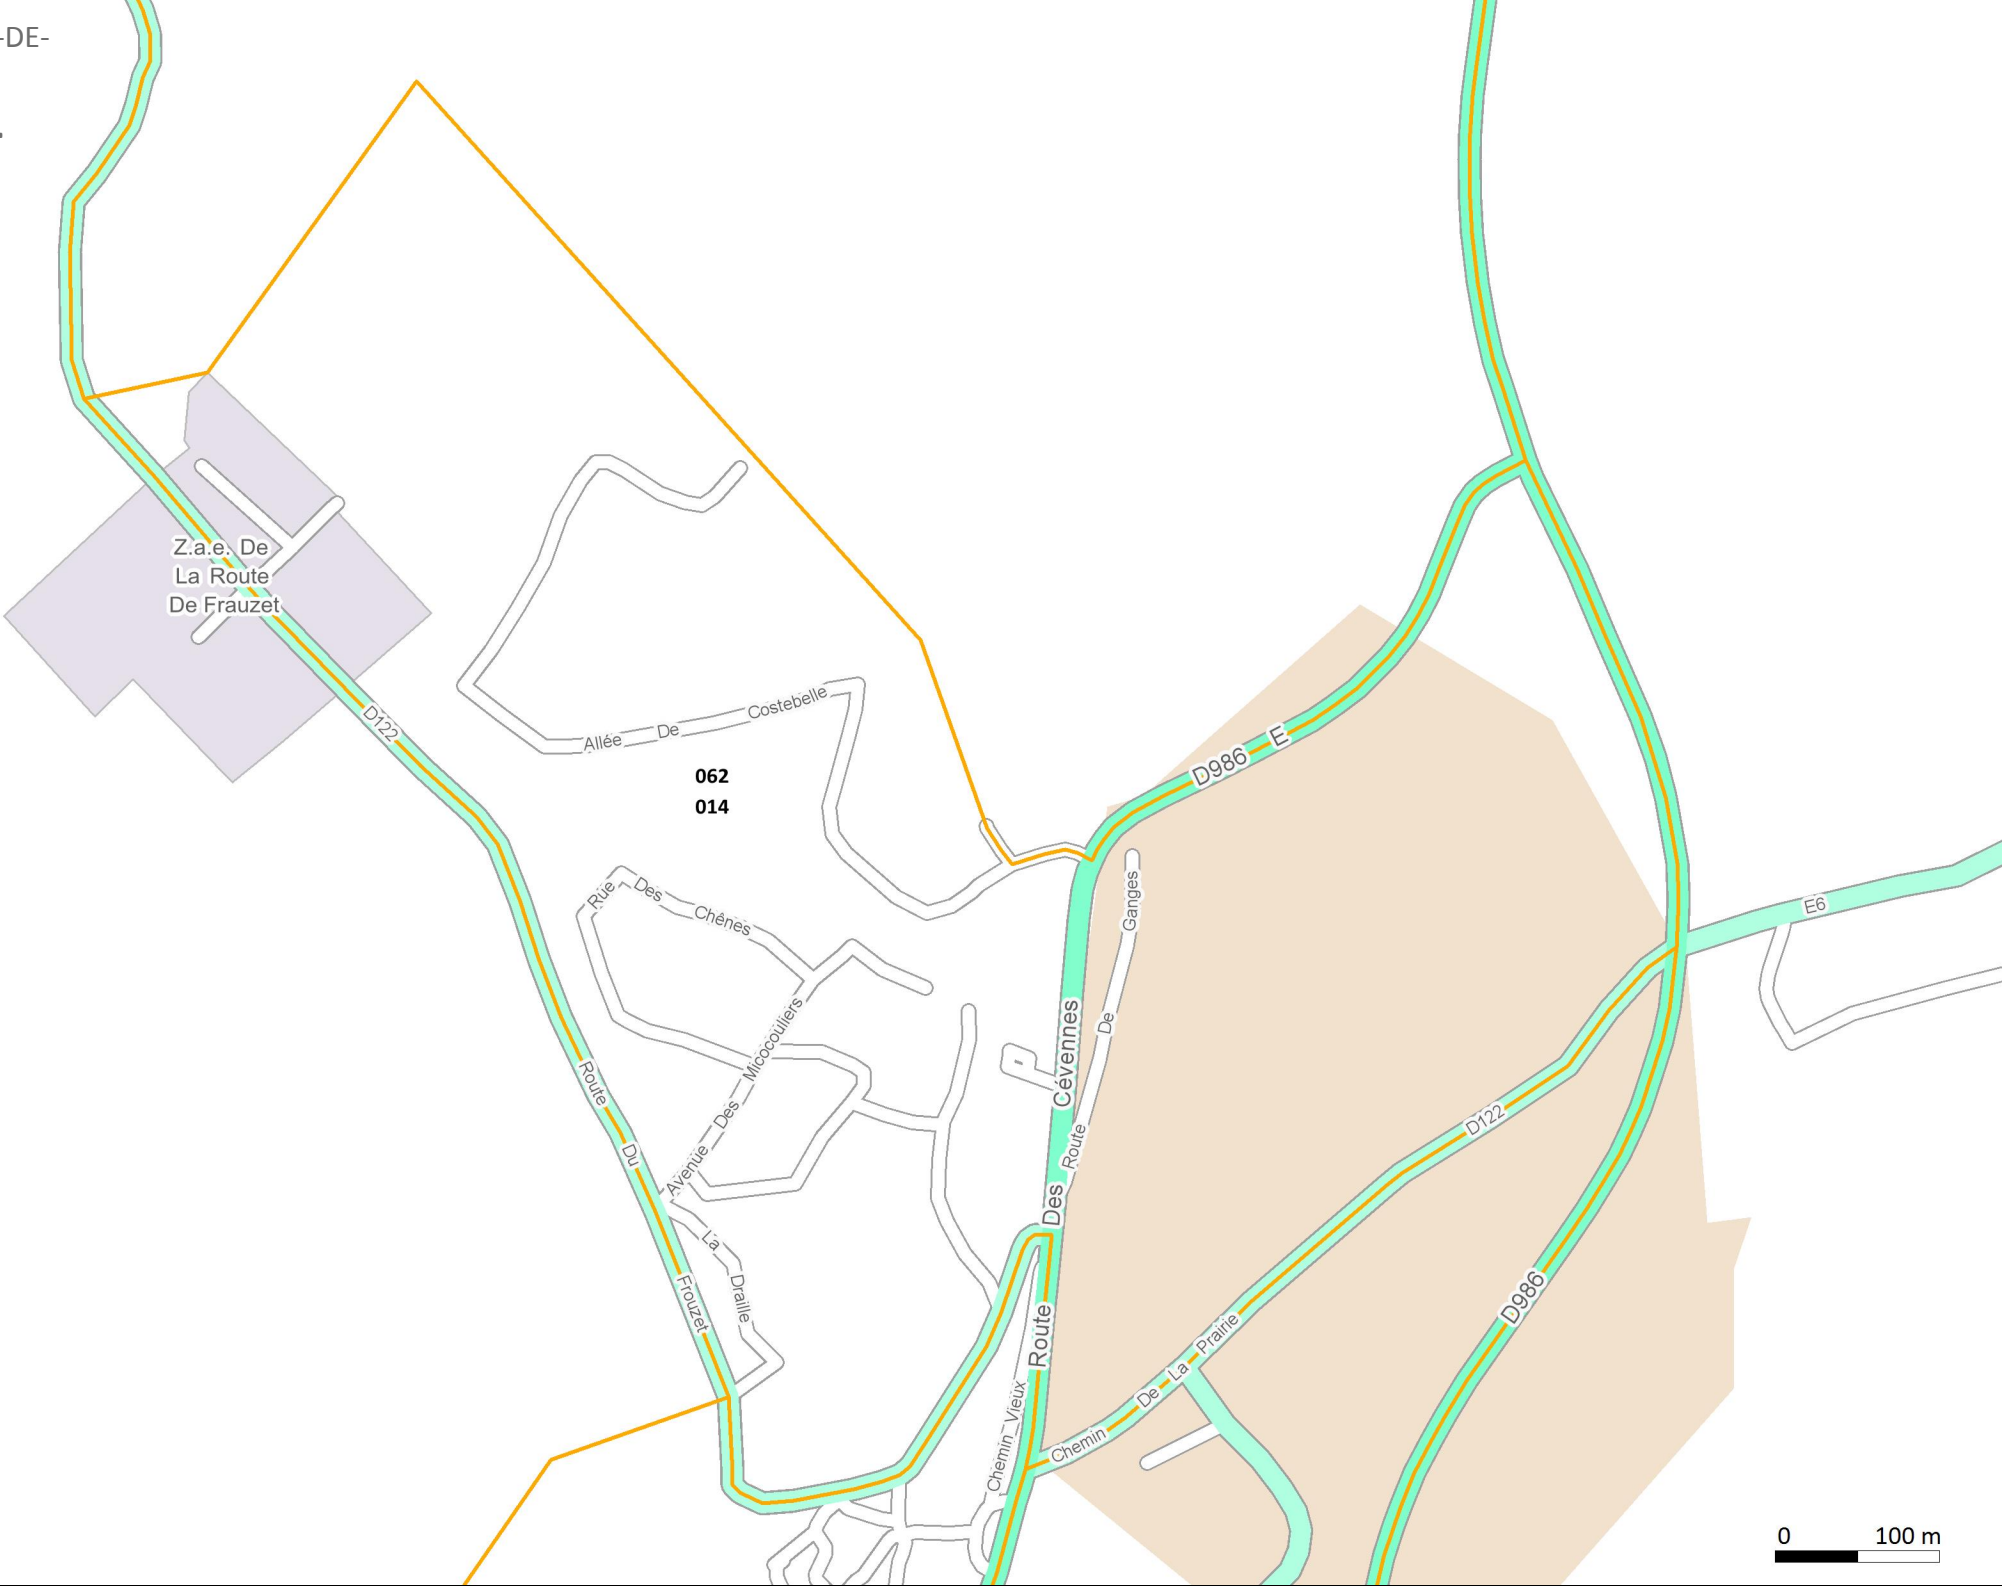 -DE-
Z.a.e. De
La Route
De Frauzet
D122
Allée De Costebelle
062
014
D986 E
Rue Des Chênes
Ganges
De
Route
E6
Avenue Des Micocouliers
Route Du Frouzet
Route Des Cévennes
D122
La Draille
D986
Chemin De La Prairie
Chemin Vieux
0 100 m